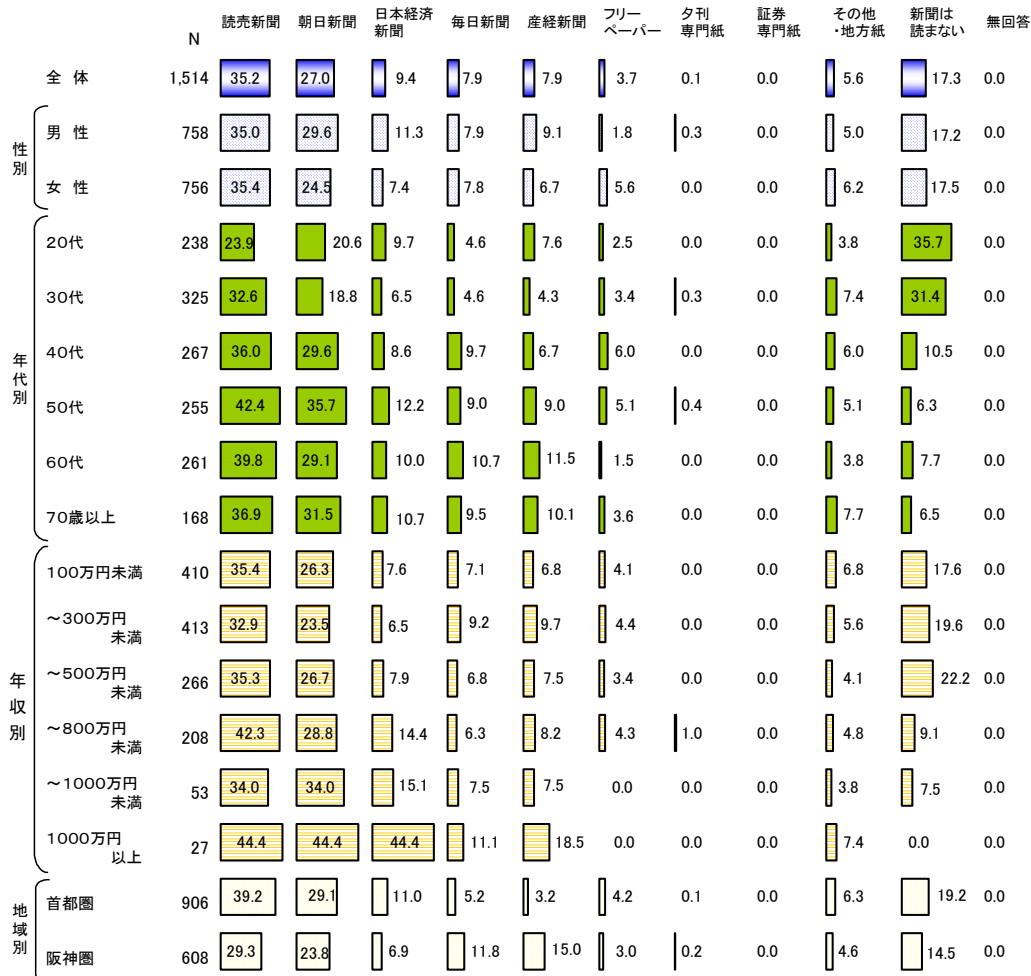 N 読売新聞 朝日新聞 日本経済新聞 毎日新聞 産経新聞 フリーペーパー 夕刊専門紙 証券専門紙 その他・地方紙 新聞は読まない 無回答
全 体 1,514 35.2 27.0 9.4 7.9 7.9 3.7 0.1 0.0 5.6 17.3 0.0
性別
男 性 758 35.0 29.6 11.3 7.9 9.1 1.8 0.3 0.0 5.0 17.2 0.0
女 性 756 35.4 24.5 7.4 7.8 6.7 5.6 0.0 0.0 6.2 17.5 0.0
年代別
20代 238 23.9 20.6 9.7 4.6 7.6 2.5 0.0 0.0 3.8 35.7 0.0
30代 325 32.6 18.8 6.5 4.6 4.3 3.4 0.3 0.0 7.4 31.4 0.0
40代 267 36.0 29.6 8.6 9.7 6.7 6.0 0.0 0.0 6.0 10.5 0.0
50代 255 42.4 35.7 12.2 9.0 9.0 5.1 0.4 0.0 5.1 6.3 0.0
60代 261 39.8 29.1 10.0 10.7 11.5 1.5 0.0 0.0 3.8 7.7 0.0
70歳以上 168 36.9 31.5 10.7 9.5 10.1 3.6 0.0 0.0 7.7 6.5 0.0
年収別
100万円未満 410 35.4 26.3 7.6 7.1 6.8 4.1 0.0 0.0 6.8 17.6 0.0
～300万円未満 413 32.9 23.5 6.5 9.2 9.7 4.4 0.0 0.0 5.6 19.6 0.0
～500万円未満 266 35.3 26.7 7.9 6.8 7.5 3.4 0.0 0.0 4.1 22.2 0.0
～800万円未満 208 42.3 28.8 14.4 6.3 8.2 4.3 1.0 0.0 4.8 9.1 0.0
～1000万円未満 53 34.0 34.0 15.1 7.5 7.5 0.0 0.0 0.0 3.8 7.5 0.0
1000万円以上 27 44.4 44.4 44.4 11.1 18.5 0.0 0.0 0.0 7.4 0.0 0.0
地域別
首都圏 906 39.2 29.1 11.0 5.2 3.2 4.2 0.1 0.0 6.3 19.2 0.0
阪神圏 608 29.3 23.8 6.9 11.8 15.0 3.0 0.2 0.0 4.6 14.5 0.0